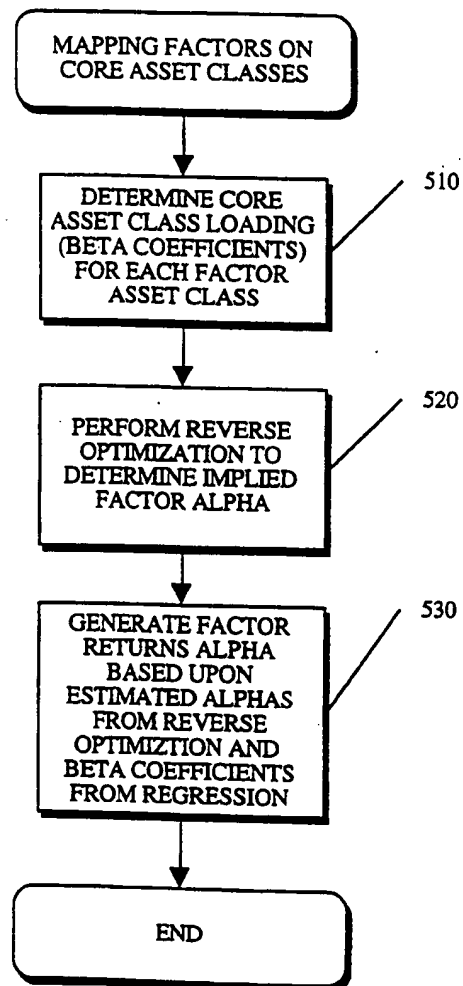 MAPPING FACTORS ON
CORE ASSET CLASSES
510
DETERMINE CORE
ASSET CLASS LOADING
(BETA COEFFICIENTS)
FOR EACH FACTOR
ASSET CLASS
520
PERFORM REVERSE
OPTIMIZATION TO
DETERMINE IMPLIED
FACTOR ALPHA
530
GENERATE FACTOR
RETURNS ALPHA
BASED UPON
ESTIMATED ALPHAS
FROM REVERSE
OPTIMIZTION AND
BETA COEFFICIENTS
FROM REGRESSION
END